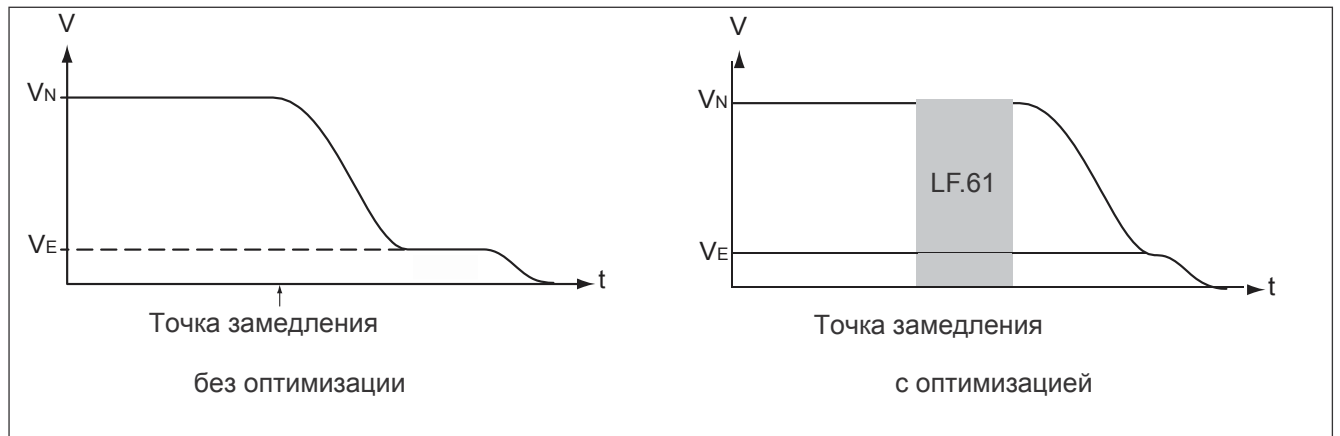 V
VN
VE
t
Точка замедления
без оптимизации
V
VN
LF.61
VE
t
Точка замедления
с оптимизацией